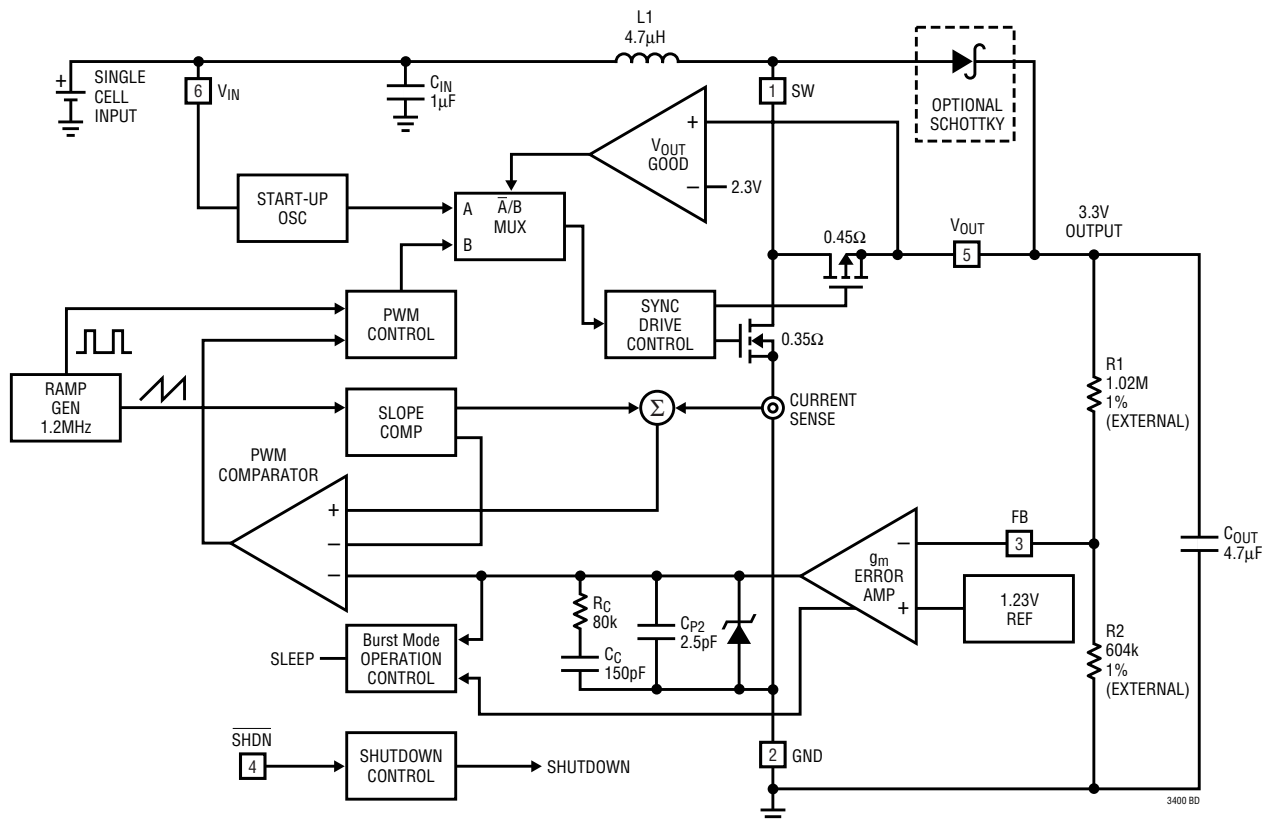 L1
4.7µH
+
SINGLE
CELL
INPUT
6
VIN
CIN
1µF
1
SW
OPTIONAL
SCHOTTKY
+
VOUT
GOOD
–
2.3V
START-UP
OSC
A
A̅/B
MUX
B
0.45Ω
VOUT
5
3.3V
OUTPUT
PWM
CONTROL
SYNC
DRIVE
CONTROL
0.35Ω
RAMP
GEN
1.2MHz
SLOPE
COMP
Σ
CURRENT
SENSE
R1
1.02M
1%
(EXTERNAL)
PWM
COMPARATOR
+
–
–
FB
3
–
gm
ERROR
AMP
+
1.23V
REF
COUT
4.7µF
RC
80k
CC
150pF
CP2
2.5pF
R2
604k
1%
(EXTERNAL)
SLEEP
Burst Mode
OPERATION
CONTROL
S̅H̅D̅N̅
4
SHUTDOWN
CONTROL
SHUTDOWN
2
GND
3400 BD